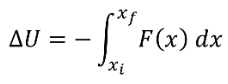 ΔU = − ∫_{x_i}^{x_f} F(x) dx